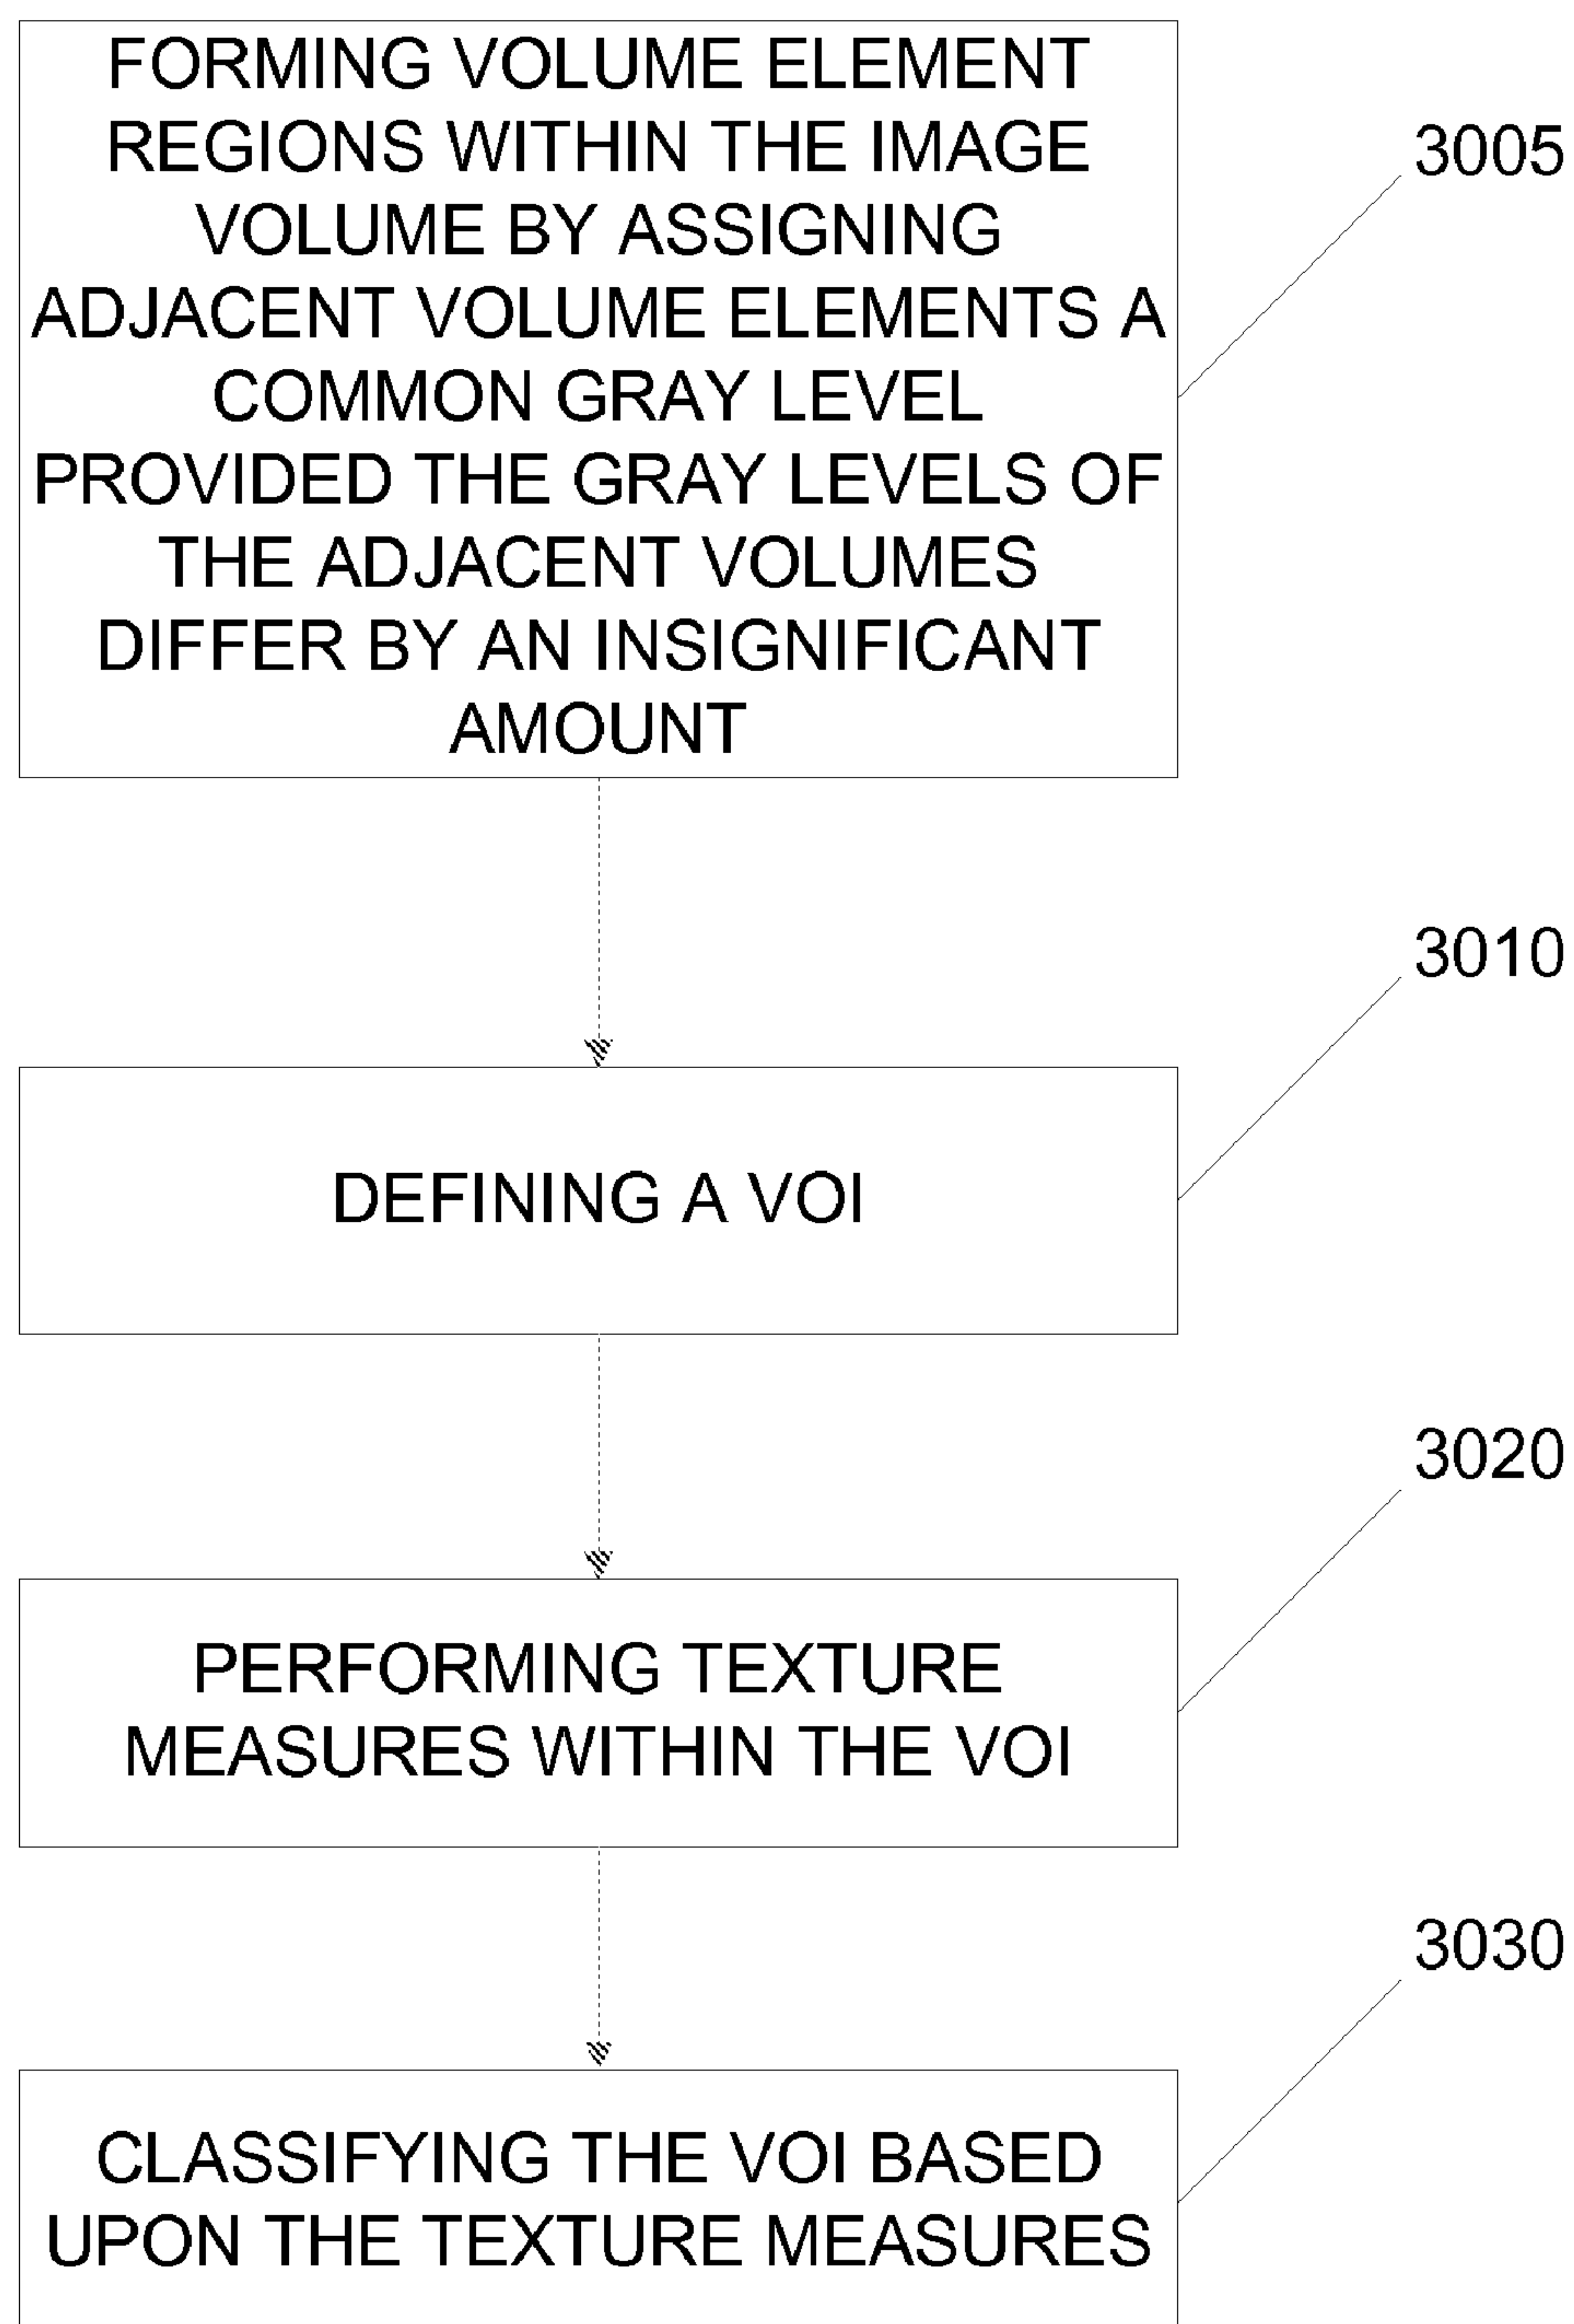 FORMING VOLUME ELEMENT
REGIONS WITHIN THE IMAGE
VOLUME BY ASSIGNING
ADJACENT VOLUME ELEMENTS A
COMMON GRAY LEVEL
PROVIDED THE GRAY LEVELS OF
THE ADJACENT VOLUMES
DIFFER BY AN INSIGNIFICANT
AMOUNT
3005
3010
DEFINING A VOI
3020
PERFORMING TEXTURE
MEASURES WITHIN THE VOI
3030
CLASSIFYING THE VOI BASED
UPON THE TEXTURE MEASURES